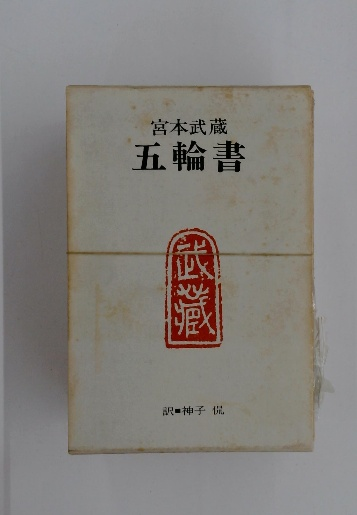 宮本武蔵
五輪書
武
蔵
訳■神子 侃